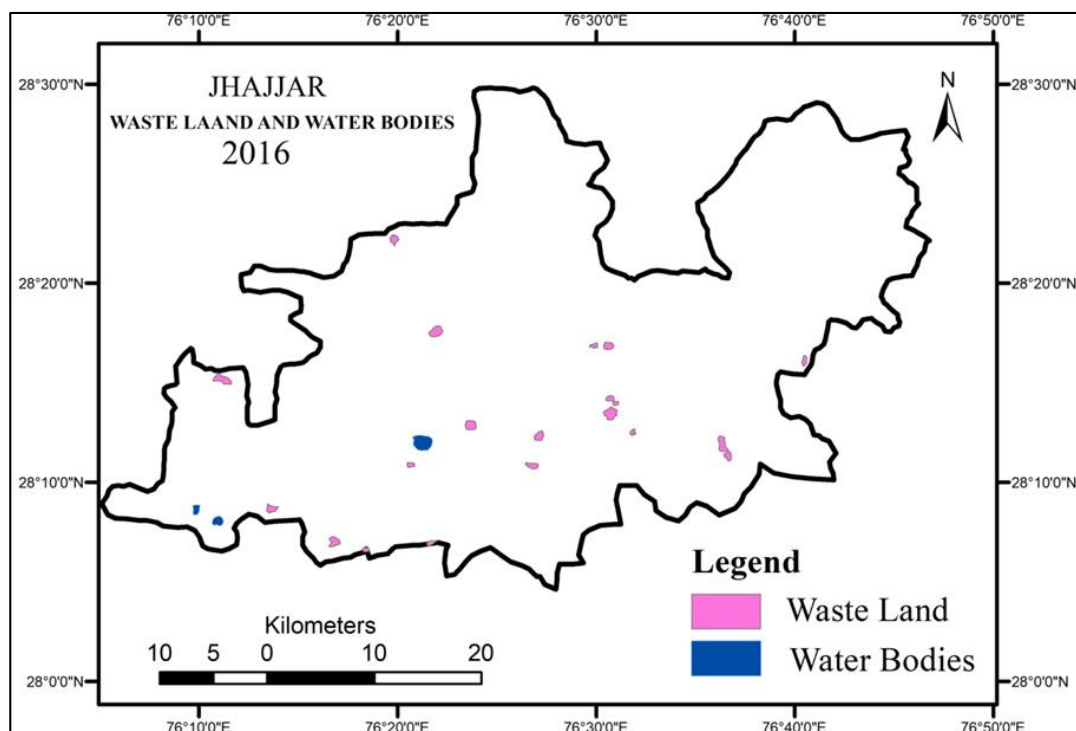 76°10'0"E 76°20'0"E 76°30'0"E 76°40'0"E 76°50'0"E
28°30'0"N 28°30'0"N
JHAJJAR
WASTE LAAND AND WATER BODIES
2016
N
28°20'0"N 28°20'0"N
28°10'0"N 28°10'0"N
Legend
Waste Land
Water Bodies
Kilometers
10 5 0 10 20
28°0'0"N 28°0'0"N
76°10'0"E 76°20'0"E 76°30'0"E 76°40'0"E 76°50'0"E